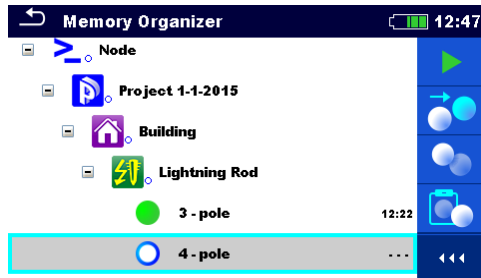 Memory Organizer 12:47
Node
Project 1-1-2015
Building
Lightning Rod
3 - pole 12:22
4 - pole ---